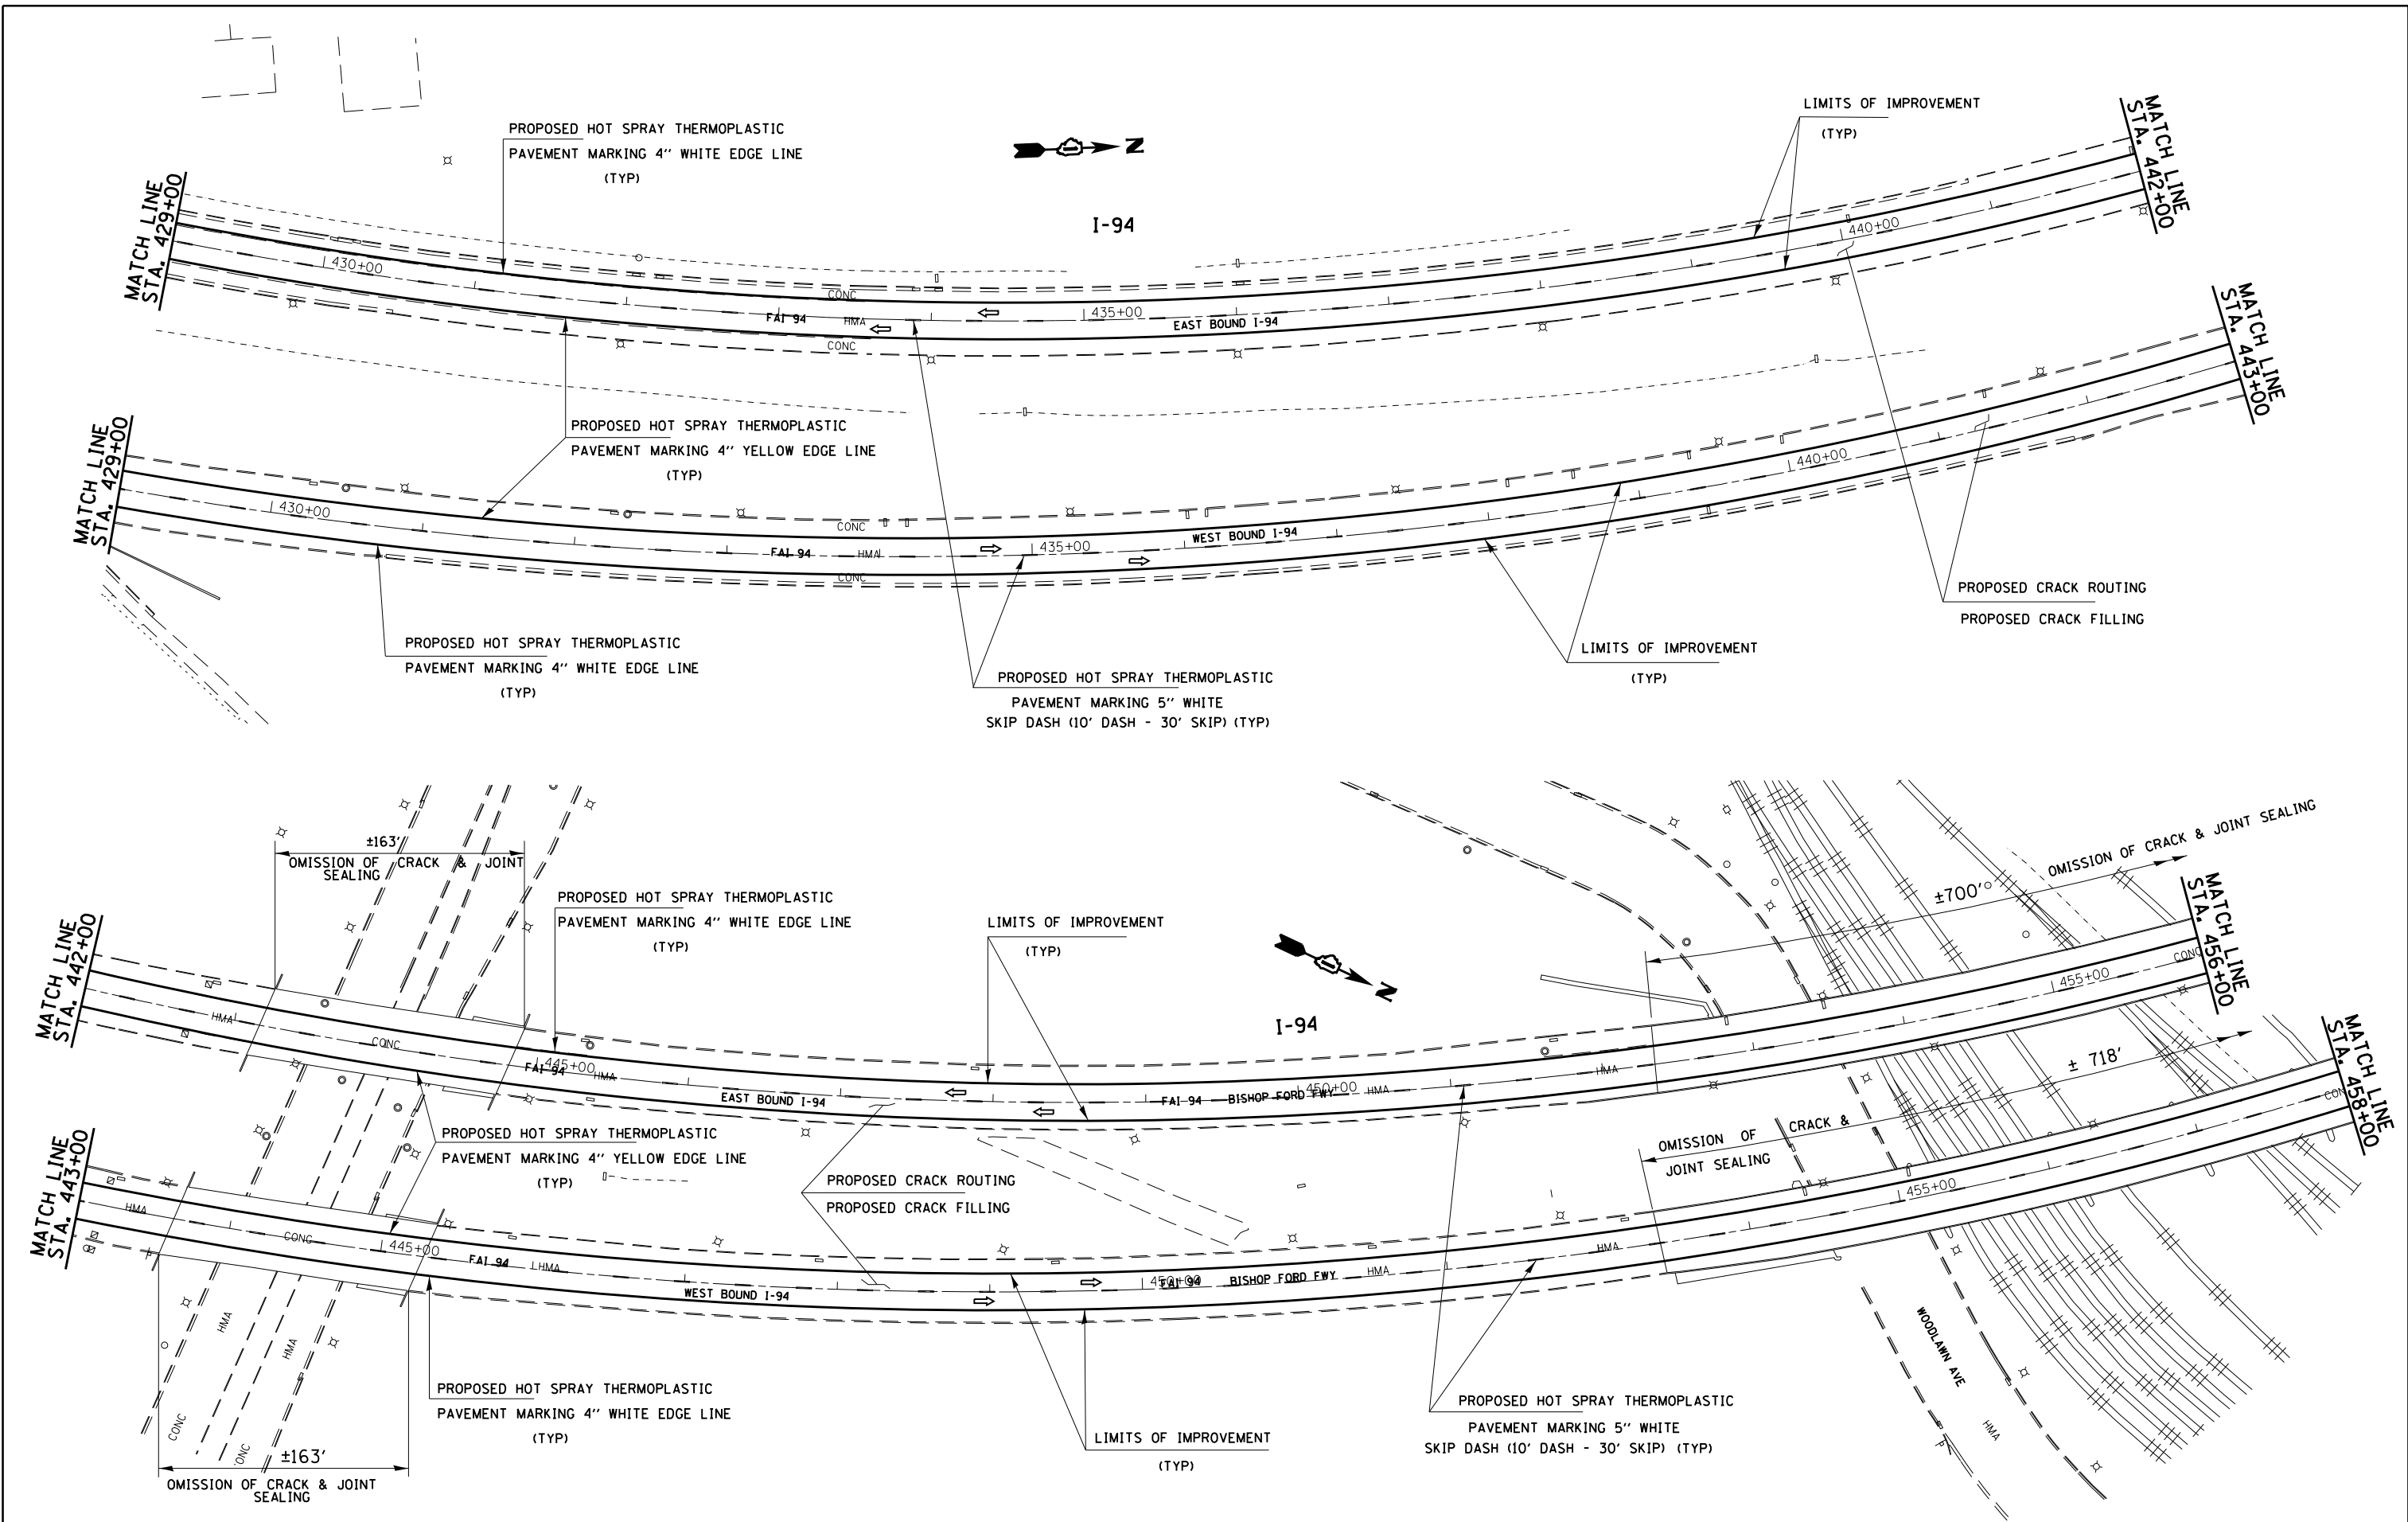 PROPOSED HOT SPRAY THERMOPLASTIC
PAVEMENT MARKING 4'' WHITE EDGE LINE
(TYP)
N
I-94
LIMITS OF IMPROVEMENT
(TYP)
MATCH LINE
STA. 442+00
MATCH LINE
STA. 429+00
430+00
CONC
FAI 94
HMA
CONC
435+00
EAST BOUND I-94
440+00
MATCH LINE
STA. 443+00
PROPOSED HOT SPRAY THERMOPLASTIC
PAVEMENT MARKING 4'' YELLOW EDGE LINE
(TYP)
MATCH LINE
STA. 429+00
430+00
CONC
FAI 94
HMA
CONC
435+00
WEST BOUND I-94
440+00
PROPOSED CRACK ROUTING
PROPOSED CRACK FILLING
PROPOSED HOT SPRAY THERMOPLASTIC
PAVEMENT MARKING 4'' WHITE EDGE LINE
(TYP)
PROPOSED HOT SPRAY THERMOPLASTIC
PAVEMENT MARKING 5'' WHITE
SKIP DASH (10' DASH - 30' SKIP) (TYP)
LIMITS OF IMPROVEMENT
(TYP)
±163'
OMISSION OF CRACK & JOINT
SEALING
PROPOSED HOT SPRAY THERMOPLASTIC
PAVEMENT MARKING 4'' WHITE EDGE LINE
(TYP)
LIMITS OF IMPROVEMENT
(TYP)
N
I-94
OMISSION OF CRACK & JOINT SEALING
±700'
MATCH LINE
STA. 456+00
MATCH LINE
STA. 442+00
HMA
CONC
445+00
FAI 94
HMA
EAST BOUND I-94
FAI 94
BISHOP FORD FWY
450+00
HMA
HMA
455+00
CONC
± 718'
OMISSION OF CRACK &
JOINT SEALING
MATCH LINE
STA. 458+00
PROPOSED HOT SPRAY THERMOPLASTIC
PAVEMENT MARKING 4'' YELLOW EDGE LINE
(TYP)
PROPOSED CRACK ROUTING
PROPOSED CRACK FILLING
MATCH LINE
STA. 443+00
HMA
CONC
445+00
FAI 94
HMA
WEST BOUND I-94
450+00
FAI 94
BISHOP FORD FWY
HMA
HMA
455+00
CON
HMA
HMA
CONC
ONC
±163'
OMISSION OF CRACK & JOINT
SEALING
PROPOSED HOT SPRAY THERMOPLASTIC
PAVEMENT MARKING 4'' WHITE EDGE LINE
(TYP)
LIMITS OF IMPROVEMENT
(TYP)
PROPOSED HOT SPRAY THERMOPLASTIC
PAVEMENT MARKING 5'' WHITE
SKIP DASH (10' DASH - 30' SKIP) (TYP)
WOODLAWN AVE
HMA
P